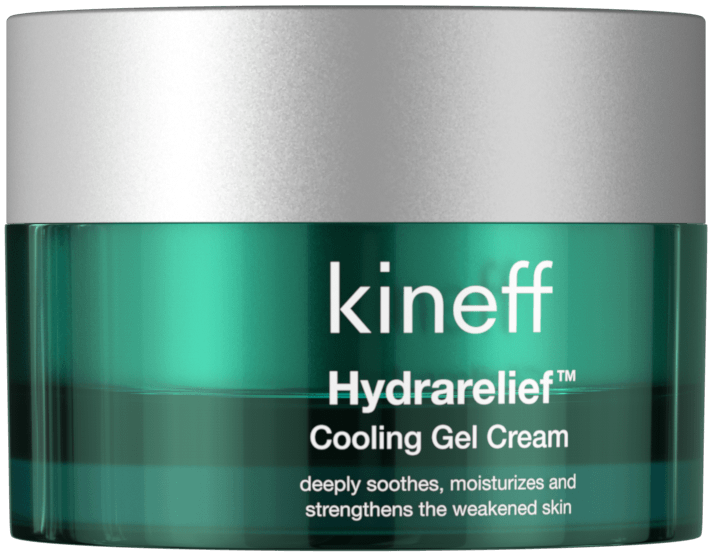 kineff
Hydrarelief™
Cooling Gel Cream
deeply soothes, moisturizes and
strengthens the weakened skin